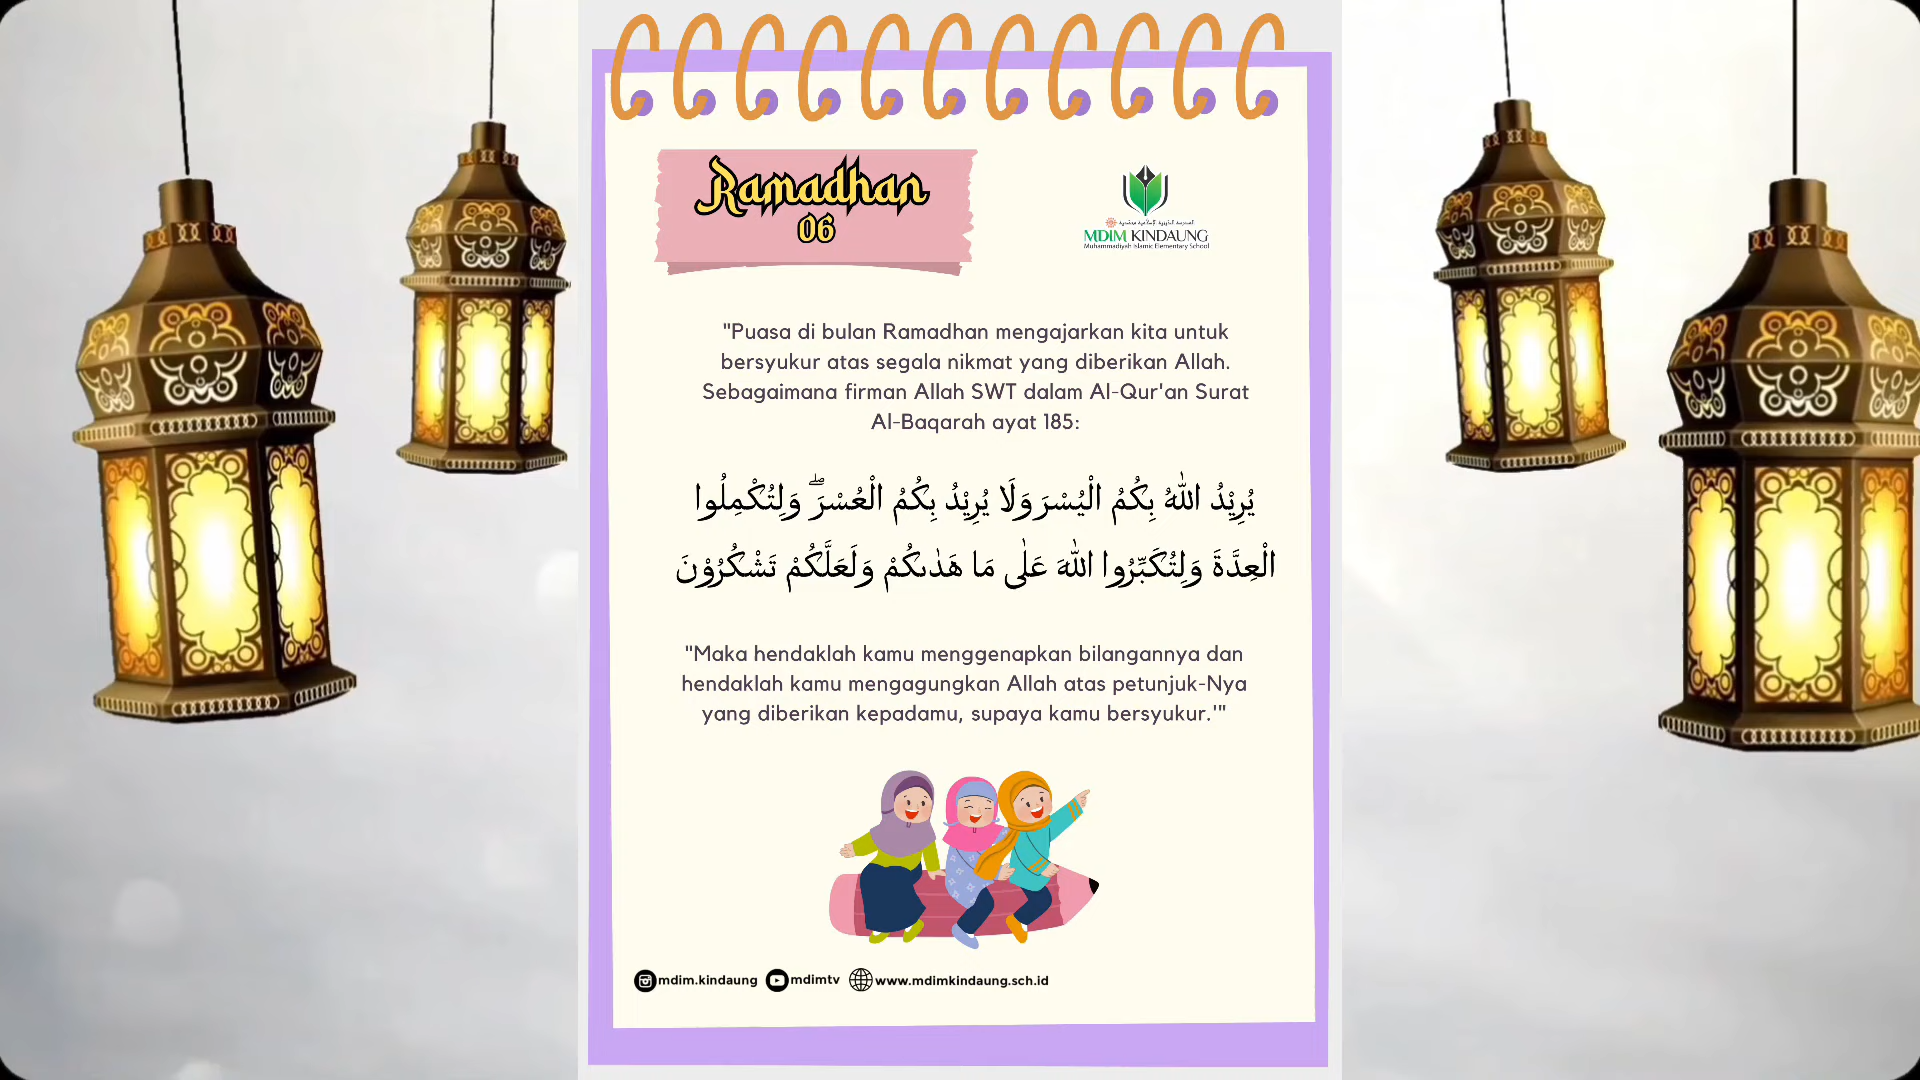 Ramadhan
06
MDIM KINDAUNG
Muhammadiyah Islamic Elementary School
"Puasa di bulan Ramadhan mengajarkan kita untuk
bersyukur atas segala nikmat yang diberikan Allah.
Sebagaimana firman Allah SWT dalam Al-Qur'an Surat
Al-Baqarah ayat 185:
يُرِيْدُ اللّٰهُ بِكُمُ الْيُسْرَ وَلَا يُرِيْدُ بِكُمُ الْعُسْرَ ۖ وَلِتُكْمِلُوا
الْعِدَّةَ وَلِتُكَبِّرُوا اللّٰهَ عَلٰى مَا هَدٰىكُمْ وَلَعَلَّكُمْ تَشْكُرُوْنَ
"Maka hendaklah kamu menggenapkan bilangannya dan
hendaklah kamu mengagungkan Allah atas petunjuk-Nya
yang diberikan kepadamu, supaya kamu bersyukur.'"
mdim.kindaung mdimtv www.mdimkindaung.sch.id